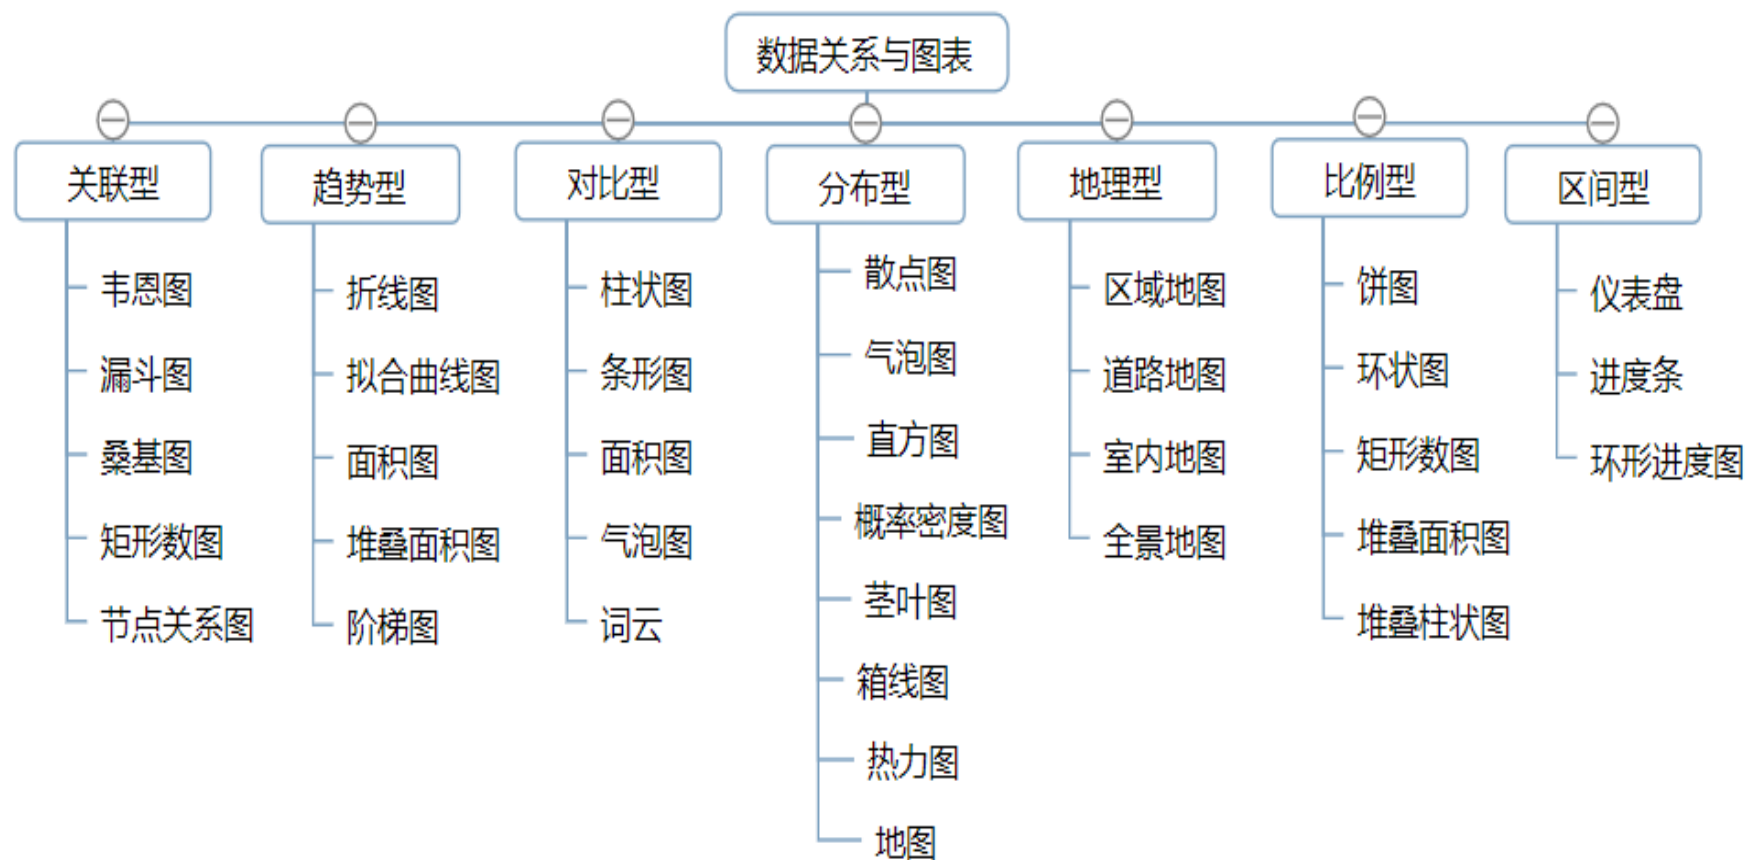 数据关系与图表
关联型
韦恩图
漏斗图
桑基图
矩形数图
节点关系图
趋势型
折线图
拟合曲线图
面积图
堆叠面积图
阶梯图
对比型
柱状图
条形图
面积图
气泡图
词云
分布型
散点图
气泡图
直方图
概率密度图
茎叶图
箱线图
热力图
地图
地理型
区域地图
道路地图
室内地图
全景地图
比例型
饼图
环状图
矩形数图
堆叠面积图
堆叠柱状图
区间型
仪表盘
进度条
环形进度图